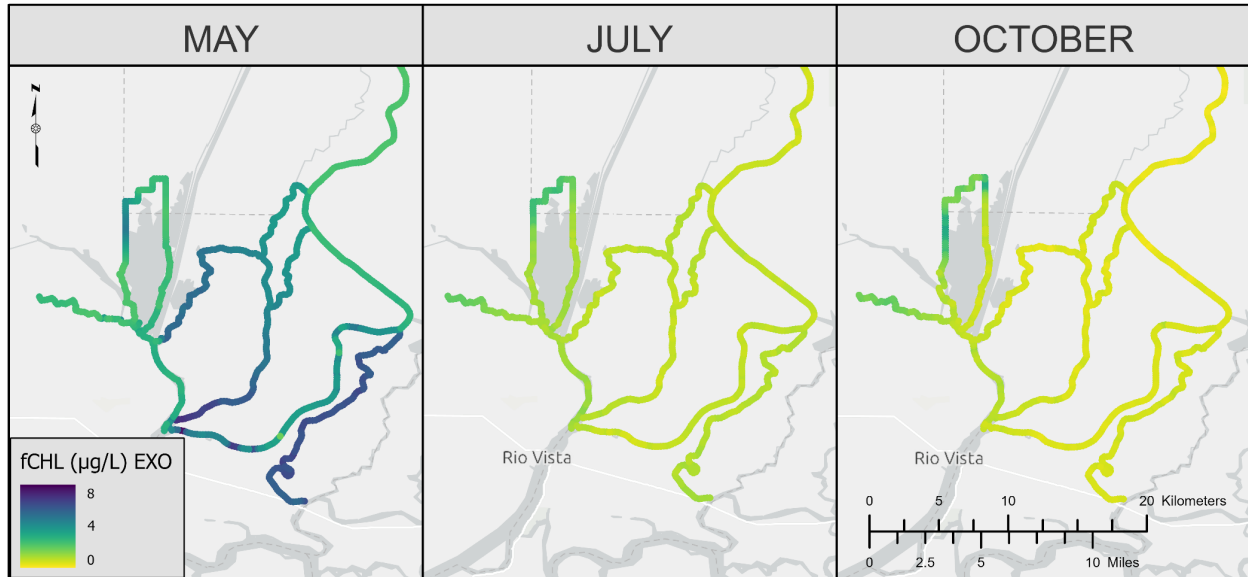 MAY
JULY
OCTOBER
N
fCHL (µg/L) EXO
8
4
0
Rio Vista
Rio Vista
0 5 10 20 Kilometers
0 2.5 5 10 Miles